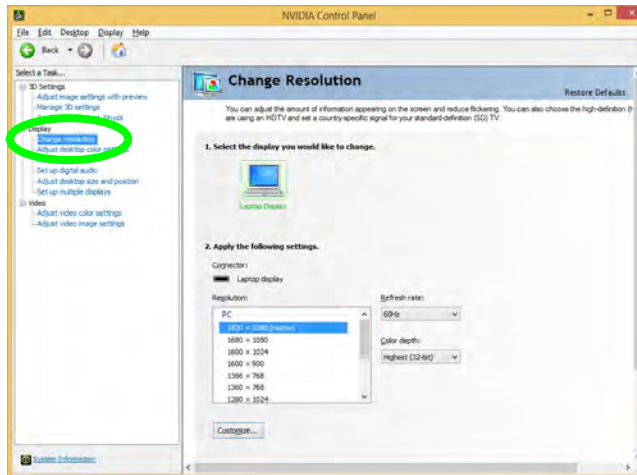 NVIDIA Control Panel
File Edit Desktop Display Help
Back
Select a Task...
3D Settings
Adjust image settings with preview
Manage 3D settings
Display
Change resolution
Adjust desktop color
Set up digital audio
Adjust desktop size and position
Set up multiple displays
Video
Adjust video color settings
Adjust video image settings
System Information
Change Resolution
Restore Defaults
You can adjust the amount of information appearing on the screen and reduce flickering. You can also choose the high-definition
are using an HDTV and set a country-specific signal for your standard-definition (SD) TV.
1. Select the display you would like to change.
Laptop Display
2. Apply the following settings.
Connector:
Laptop display
Resolution:
Refresh rate:
PC
60Hz
1920 × 1080 (native)
1680 × 1050
Color depth:
1600 × 1024
Highest (32-bit)
1600 × 900
1366 × 768
1360 × 768
1280 × 1024
Customize...